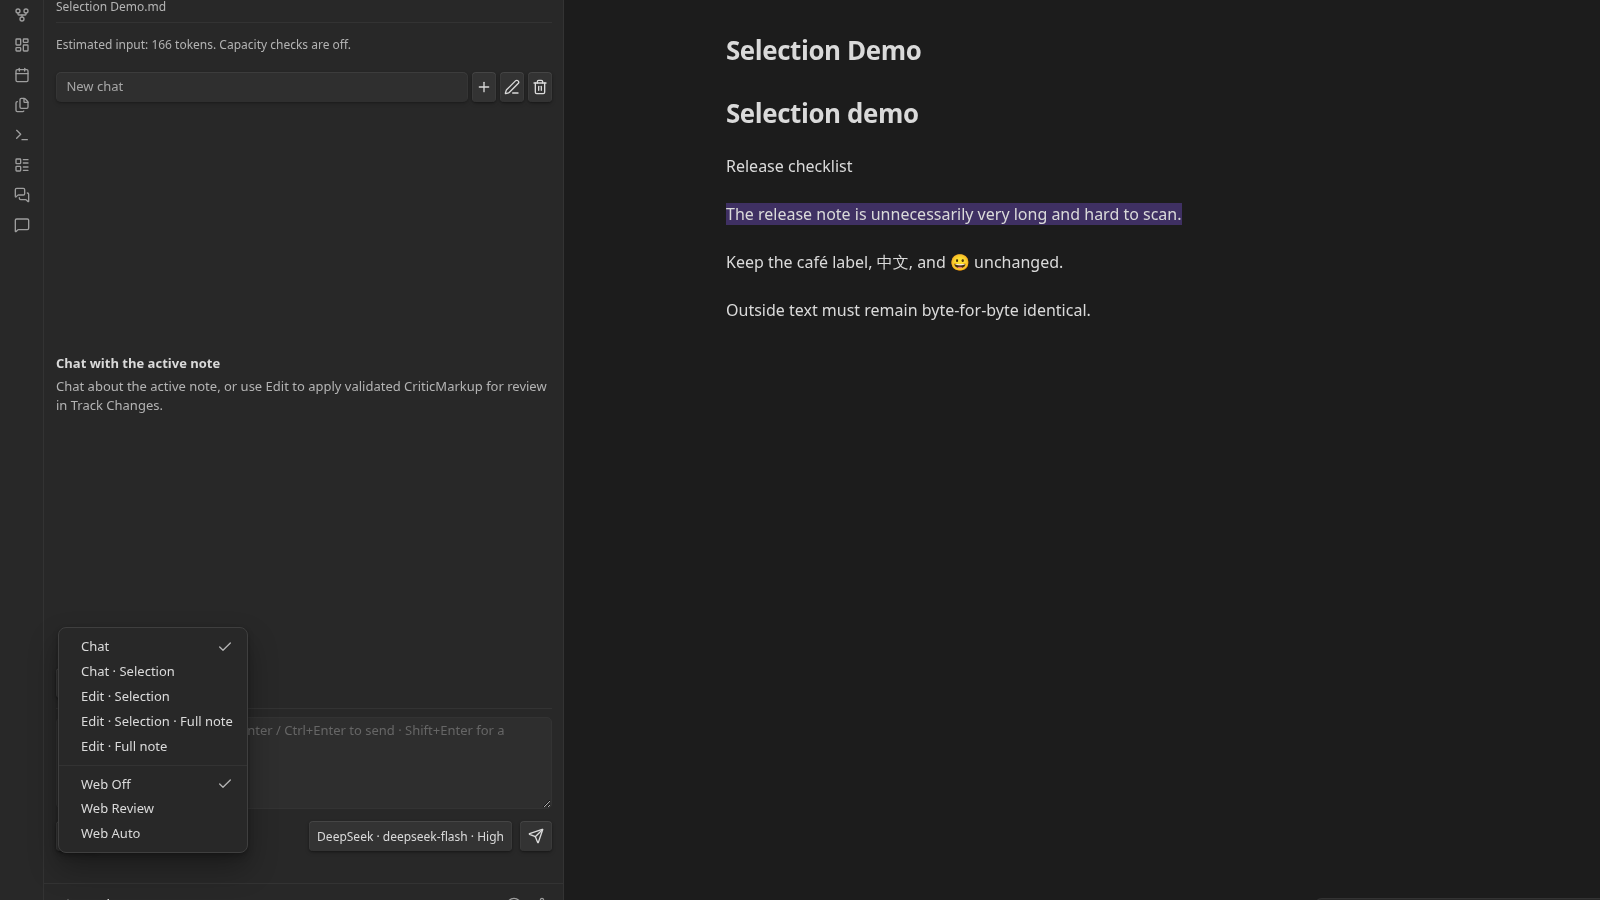 Selection Demo.md
Estimated input: 166 tokens. Capacity checks are off.
New chat
Chat with the active note
Chat about the active note, or use Edit to apply validated CriticMarkup for review
in Track Changes.
Chat
Chat · Selection
Edit · Selection
Edit · Selection · Full note
Edit · Full note
Web Off
Web Review
Web Auto
/ Ctrl+Enter to send · Shift+Enter for a
DeepSeek · deepseek-flash · High
Selection Demo
Selection demo
Release checklist
The release note is unnecessarily very long and hard to scan.
Keep the café label, 中文, and 😀 unchanged.
Outside text must remain byte-for-byte identical.